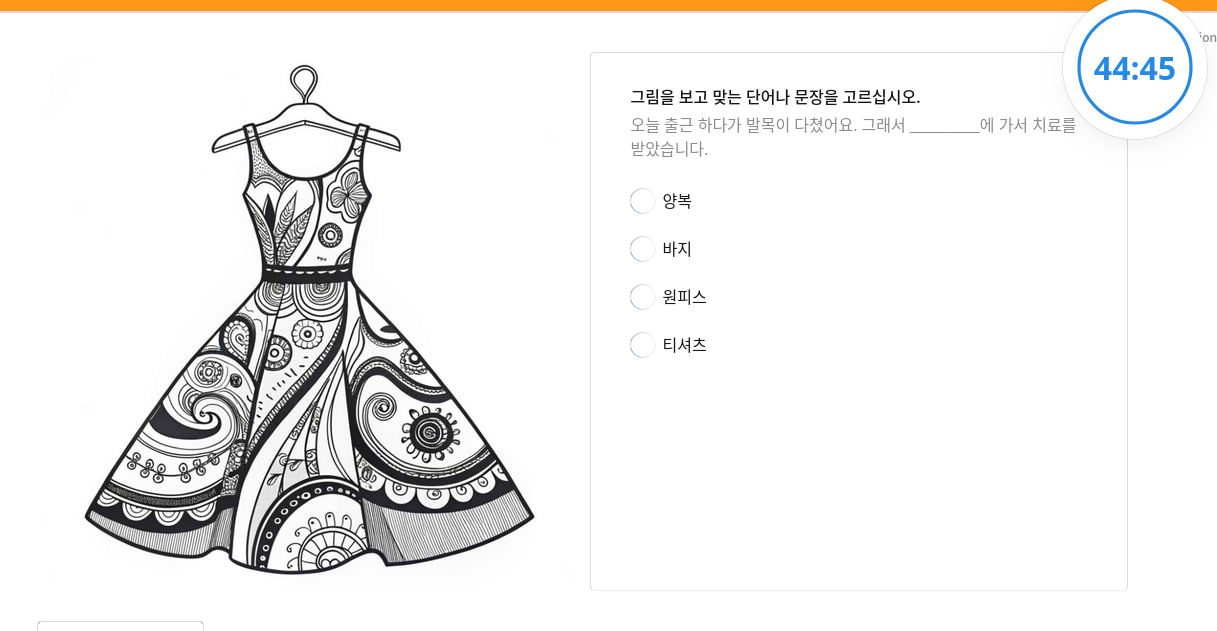 44:45
그림을 보고 맞는 단어나 문장을 고르십시오.
오늘 출근 하다가 발목이 다쳤어요. 그래서 _________에 가서 치료를
받았습니다.
양복
바지
원피스
티셔츠